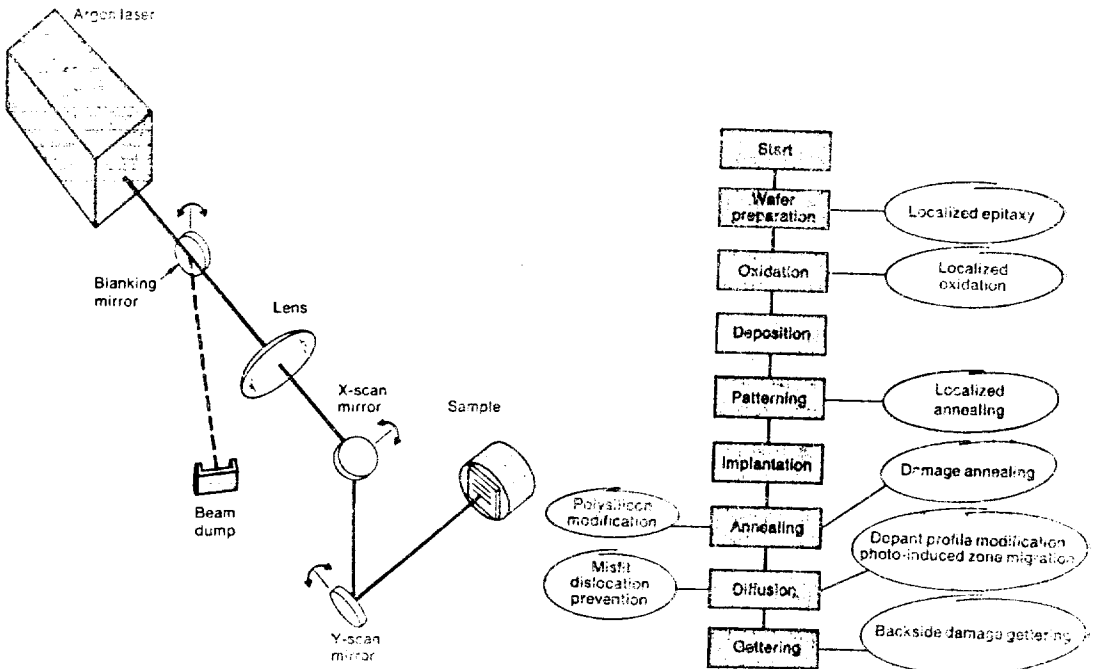 Argon laser
Blanking
mirror
Lens
X-scan
mirror
Sample
Beam
dump
Y-scan
mirror
Start
Wafer
preparation
Localized epitaxy
Oxidation
Localized
oxidation
Deposition
Patterning
Localized
annealing
Implantation
Damage annealing
Polysilicon
modification
Annealing
Dopant profile modification
photo-induced zone migration
Misfit
dislocation
prevention
Diffusion
Gettering
Backside damage gettering